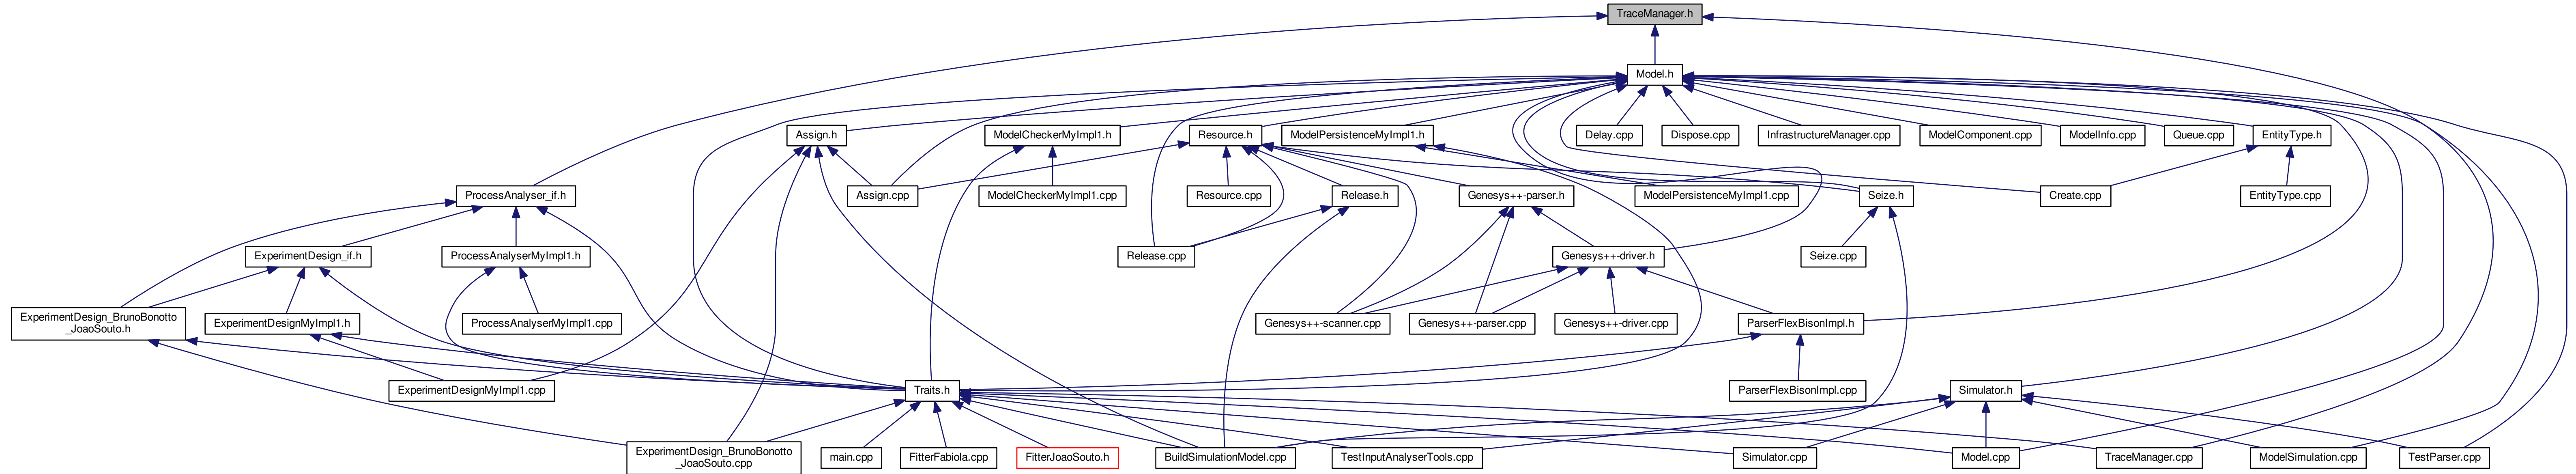 TraceManager.h
Model.h
Assign.h
ModelCheckerMyImpl1.h
Resource.h
ModelPersistenceMyImpl1.h
Delay.cpp
Dispose.cpp
InfrastructureManager.cpp
ModelComponent.cpp
ModelInfo.cpp
Queue.cpp
EntityType.h
ProcessAnalyser_if.h
Assign.cpp
ModelCheckerMyImpl1.cpp
Resource.cpp
Release.h
Genesys++-parser.h
ModelPersistenceMyImpl1.cpp
Seize.h
Create.cpp
EntityType.cpp
ExperimentDesign_if.h
ProcessAnalyserMyImpl1.h
Release.cpp
Genesys++-driver.h
Seize.cpp
ExperimentDesign_BrunoBonotto
_JoaoSouto.h
ExperimentDesignMyImpl1.h
ProcessAnalyserMyImpl1.cpp
Genesys++-scanner.cpp
Genesys++-parser.cpp
Genesys++-driver.cpp
ParserFlexBisonImpl.h
ExperimentDesignMyImpl1.cpp
Traits.h
ParserFlexBisonImpl.cpp
Simulator.h
ExperimentDesign_BrunoBonotto
_JoaoSouto.cpp
main.cpp
FitterFabiola.cpp
FitterJoaoSouto.h
BuildSimulationModel.cpp
TestInputAnalyserTools.cpp
Simulator.cpp
Model.cpp
TraceManager.cpp
ModelSimulation.cpp
TestParser.cpp